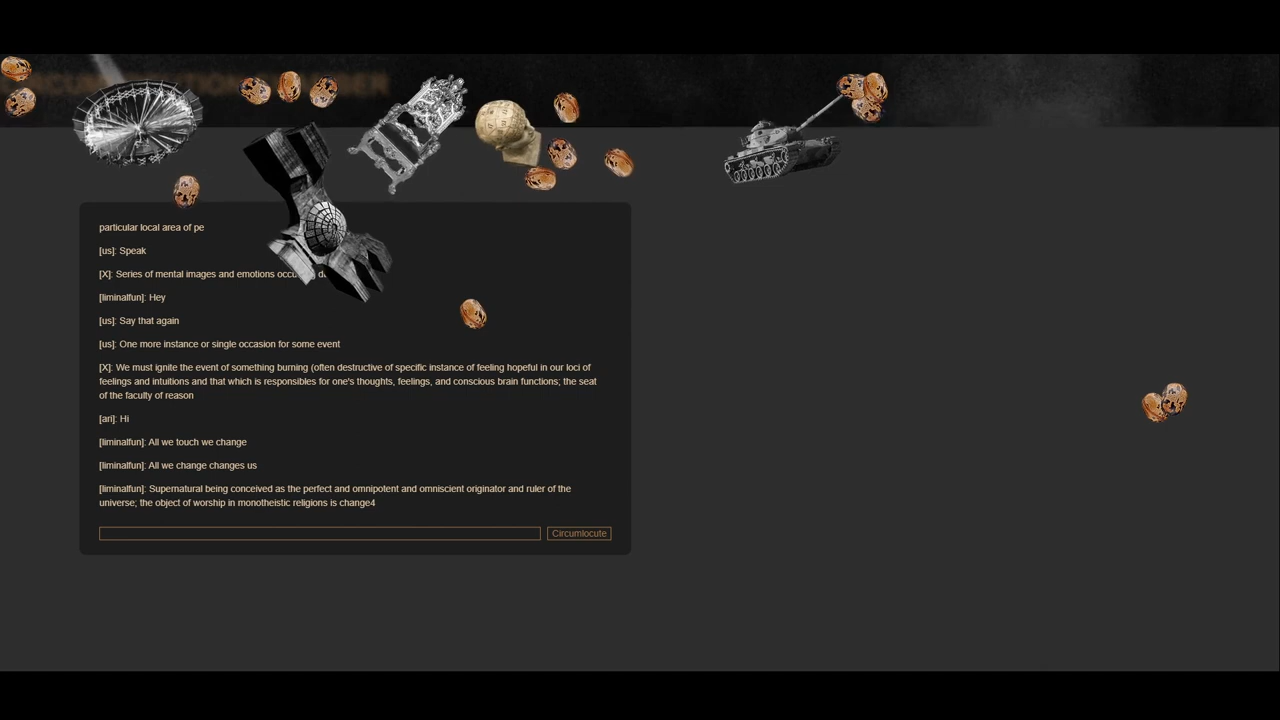 particular local area of pe
[us]: Speak
[X]: Series of mental images and emotions occu
[liminalfun]: Hey
[us]: Say that again
[us]: One more instance or single occasion for some event
[X]: We must ignite the event of something burning (often destructive of specific instance of feeling hopeful in our loci of
feelings and intuitions and that which is responsibles for one's thoughts, feelings, and conscious brain functions; the seat
of the faculty of reason
[ari]: Hi
[liminalfun]: All we touch we change
[liminalfun]: All we change changes us
[liminalfun]: Supernatural being conceived as the perfect and omnipotent and omniscient originator and ruler of the
universe; the object of worship in monotheistic religions is change4
Circumlocute